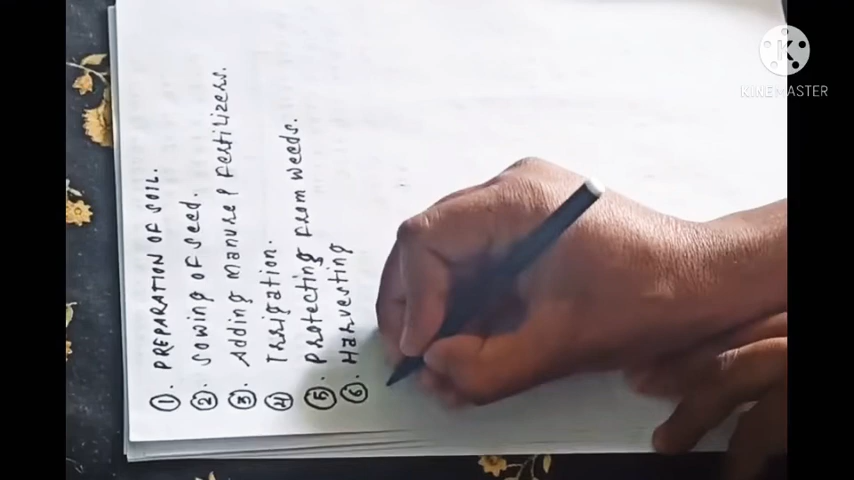 ① . PREPARATION OF SOIL.
② . Sowing of seed.
③ . Adding manure & Fertilizers.
④ Irrigation.
⑤ . Protecting From weeds.
⑥ . Harvesting
KINEMASTER